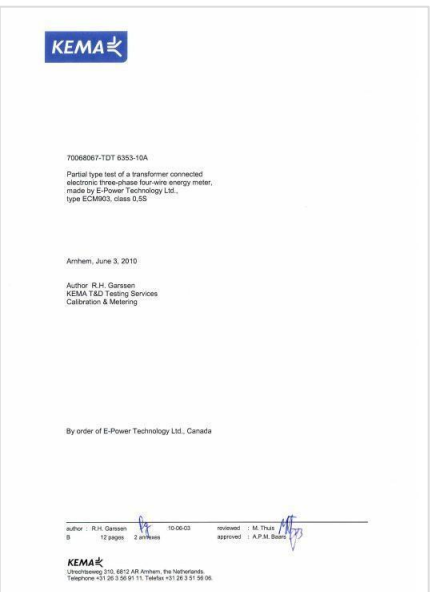 KEMA
70068067-TDT 6353-10A
Partial type test of a transformer connected
electronic three-phase four-wire energy meter,
made by E-Power Technology Ltd.,
type ECM903, class 0,5S
Arnhem, June 3, 2010
Author R.H. Garssen
KEMA T&D Testing Services
Calibration & Metering
By order of E-Power Technology Ltd., Canada
author : R.H. Garssen 10-06-03 reviewed : M. Thuis
B 12 pages 2 annexes approved : A.P.M.
KEMA
Utrechtseweg 310, 6812 AR Arnhem, the Netherlands.
Telephone +31 26 3 56 91 11. Telefax +31 26 3 51 56 06.